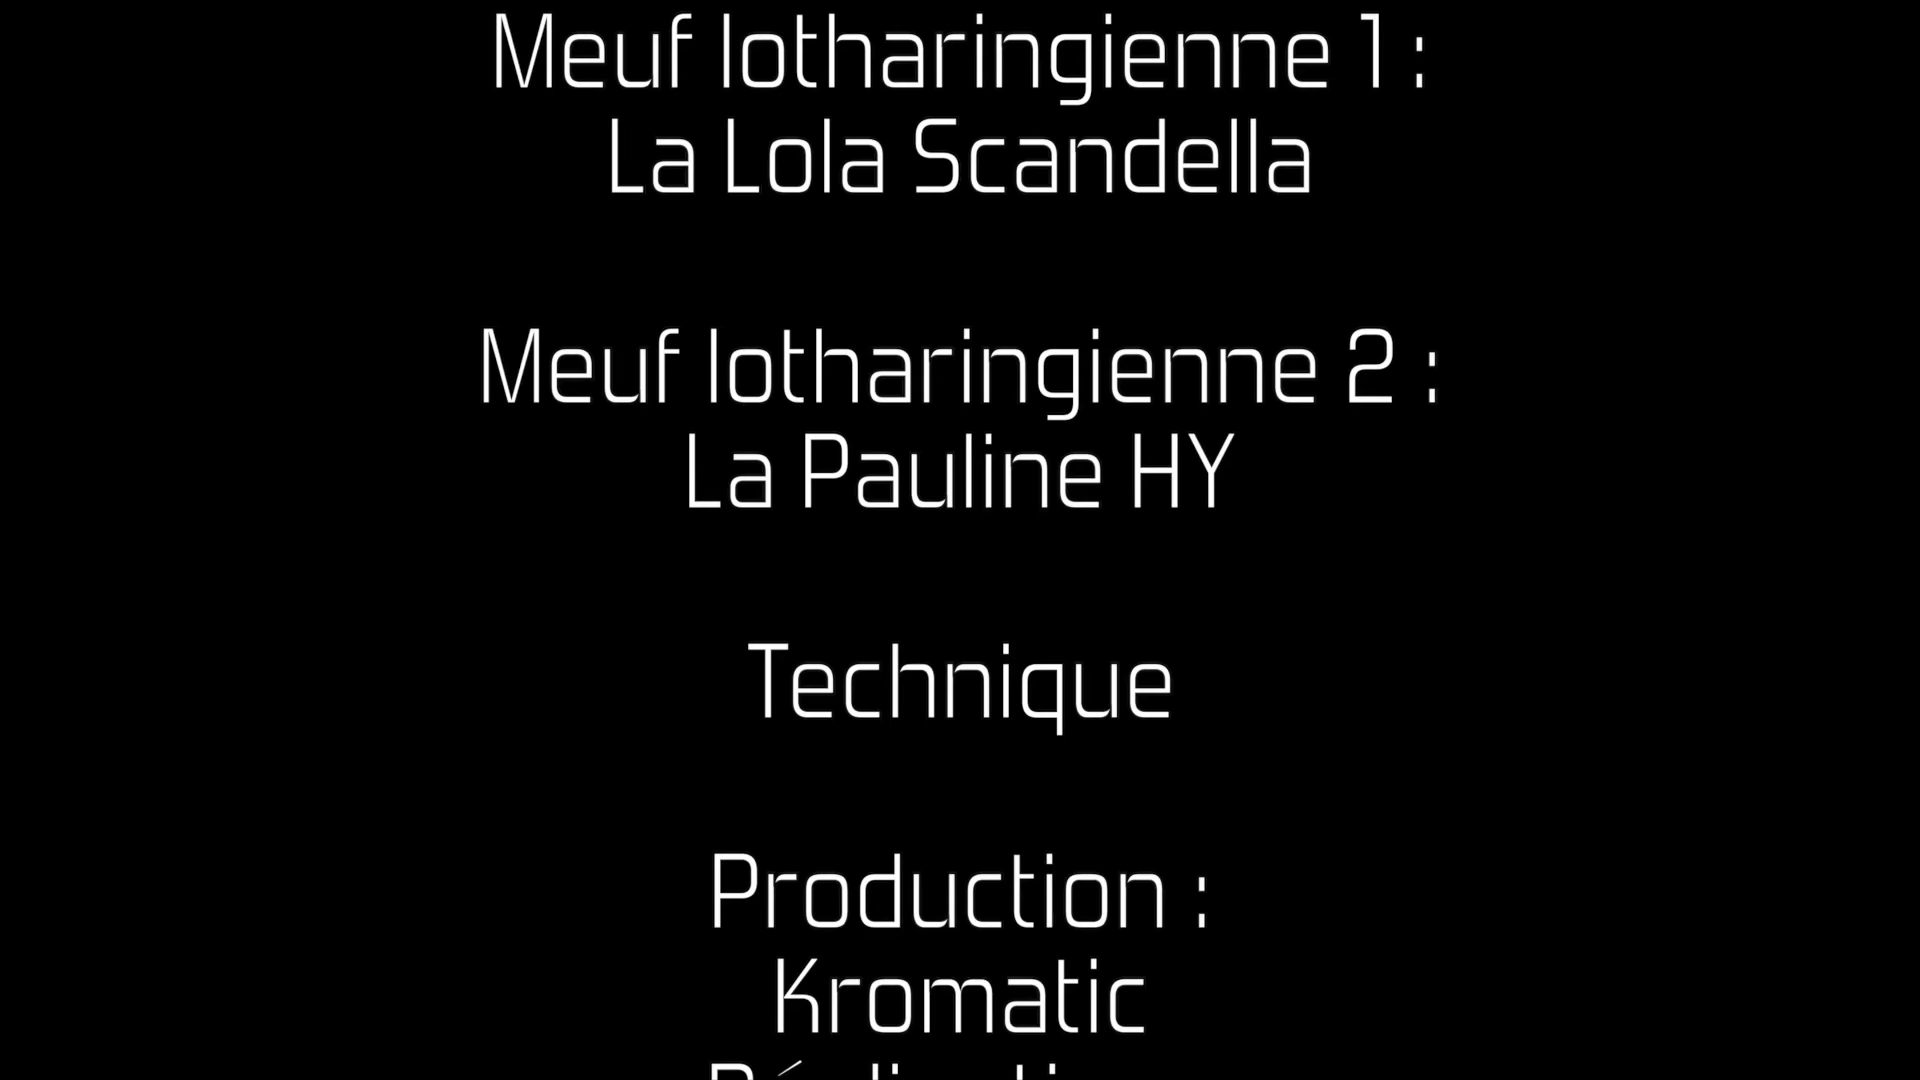 Meuf lotharingienne 1 :
La Lola Scandella
Meuf lotharingienne 2 :
La Pauline HY
Technique
Production :
Kromatic